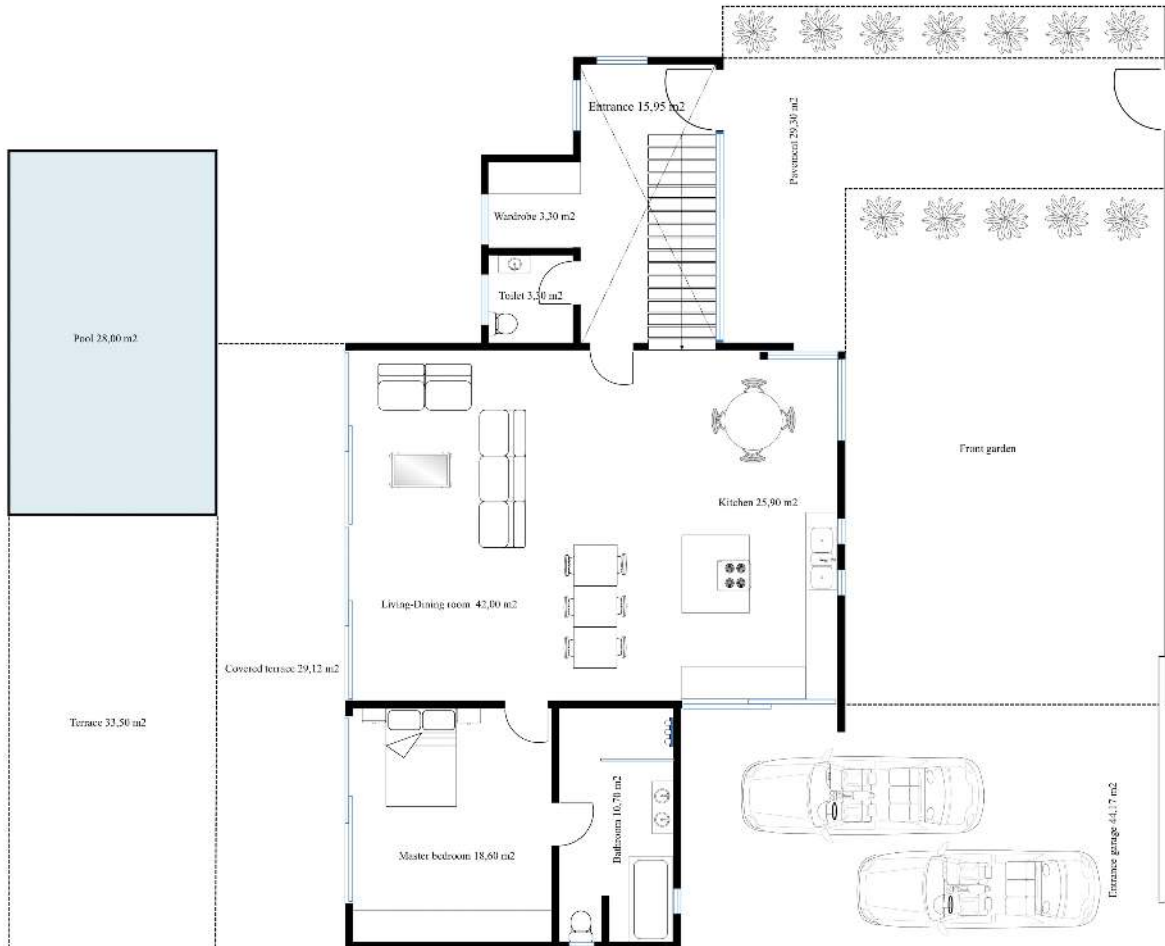 Entrance 15,95 m2
Pavement 29,30 m2
Wardrobe 3,30 m2
Toilet 3,30 m2
Pool 28,00 m2
Front garden
Kitchen 25,90 m2
Living-Dining room 42,00 m2
Covered terrace 29,12 m2
Terrace 33,50 m2
Bathroom 10,70 m2
Master bedroom 18,60 m2
Entrance garage 44,17 m2